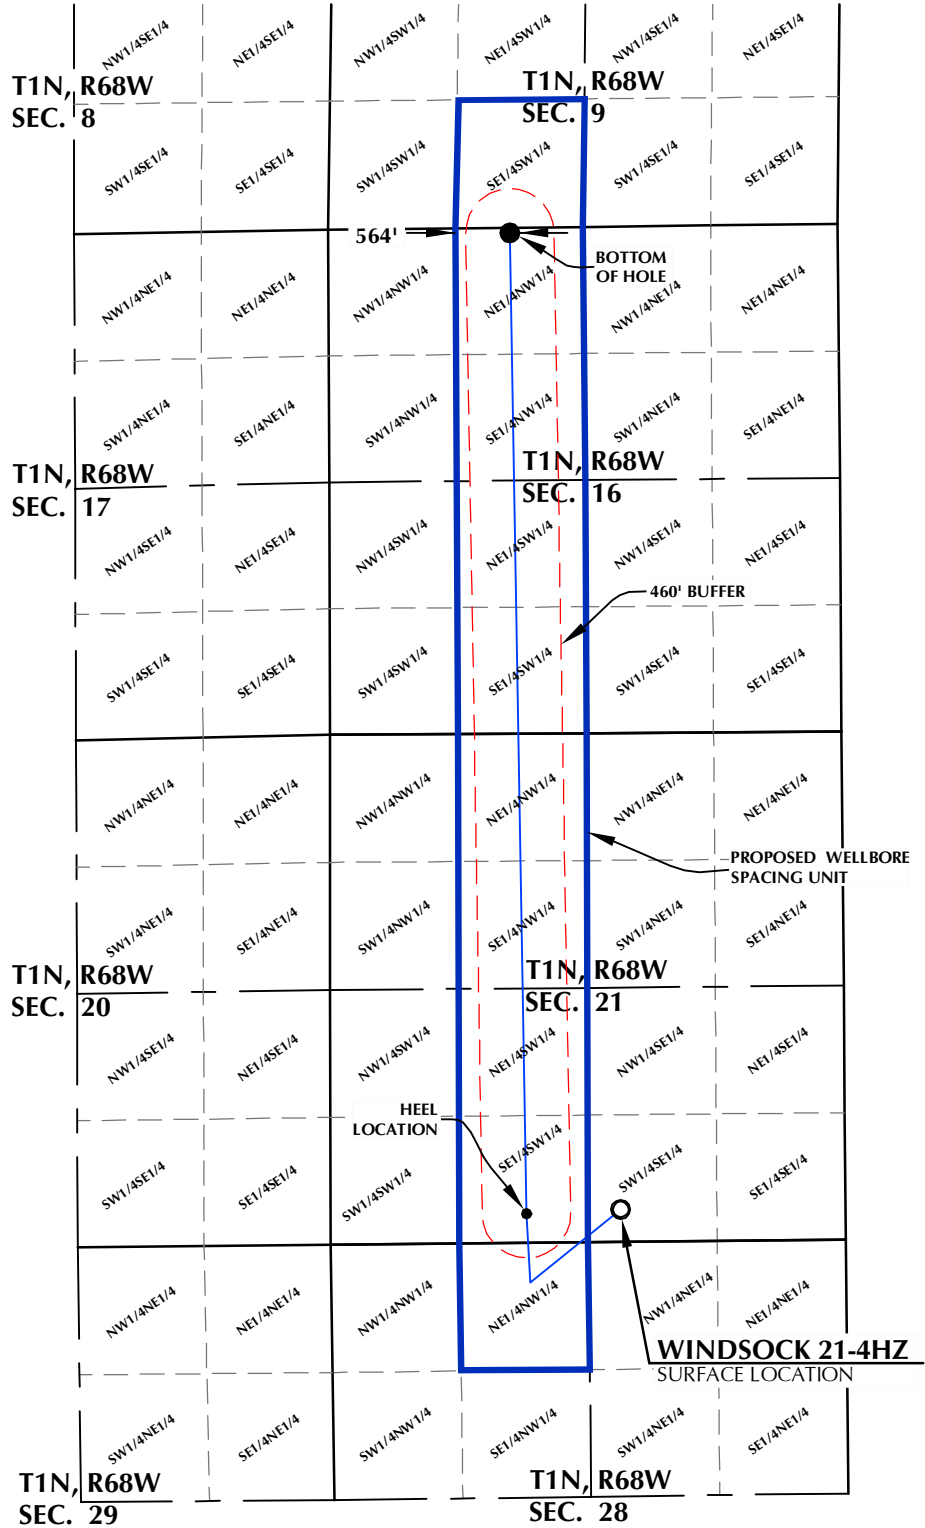 NW1/4SE1/4 NE1/4SE1/4 NW1/4SW1/4 NE1/4SW1/4 NW1/4SE1/4 NE1/4SE1/4
T1N, R68W T1N, R68W
SEC. 8 SEC. 9
SW1/4SE1/4 SE1/4SE1/4 SW1/4SW1/4 SE1/4SW1/4 SW1/4SE1/4 SE1/4SE1/4
564'
BOTTOM
OF HOLE
NW1/4NE1/4 NE1/4NE1/4 NW1/4NW1/4 NE1/4NW1/4 NW1/4NE1/4 NE1/4NE1/4
SW1/4NE1/4 SE1/4NE1/4 SW1/4NW1/4 SE1/4NW1/4 SW1/4NE1/4 SE1/4NE1/4
T1N, R68W T1N, R68W
SEC. 17 SEC. 16
NW1/4SE1/4 NE1/4SE1/4 NW1/4SW1/4 NE1/4SW1/4 NW1/4SE1/4 NE1/4SE1/4
460' BUFFER
SW1/4SE1/4 SE1/4SE1/4 SW1/4SW1/4 SE1/4SW1/4 SW1/4SE1/4 SE1/4SE1/4
NW1/4NE1/4 NE1/4NE1/4 NW1/4NW1/4 NE1/4NW1/4 NW1/4NE1/4 NE1/4NE1/4
PROPOSED WELLBORE
SPACING UNIT
SW1/4NE1/4 SE1/4NE1/4 SW1/4NW1/4 SE1/4NW1/4 SW1/4NE1/4 SE1/4NE1/4
T1N, R68W T1N, R68W
SEC. 20 SEC. 21
NW1/4SE1/4 NE1/4SE1/4 NW1/4SW1/4 NE1/4SW1/4 NW1/4SE1/4 NE1/4SE1/4
HEEL
LOCATION
SW1/4SE1/4 SE1/4SE1/4 SW1/4SW1/4 SE1/4SW1/4 SW1/4SE1/4 SE1/4SE1/4
NW1/4NE1/4 NE1/4NE1/4 NW1/4NW1/4 NE1/4NW1/4 NW1/4NE1/4 NE1/4NE1/4
WINDSOCK 21-4HZ
SURFACE LOCATION
SW1/4NE1/4 SE1/4NE1/4 SW1/4NW1/4 SE1/4NW1/4 SW1/4NE1/4 SE1/4NE1/4
T1N, R68W T1N, R68W
SEC. 29 SEC. 28